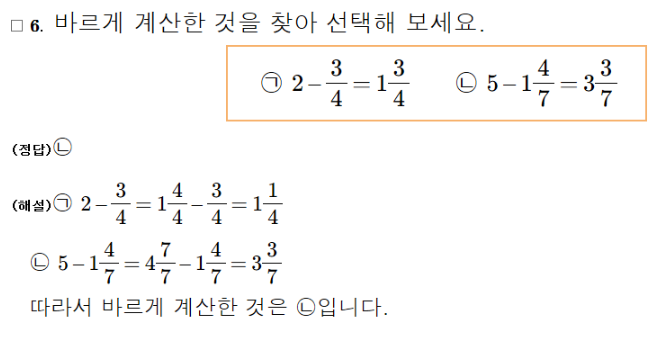 □ 6. 바르게 계산한 것을 찾아 선택해 보세요.
㉠ 2 - 3/4 = 1 3/4 ㉡ 5 - 1 4/7 = 3 3/7
(정답)㉡
(해설)㉠ 2 - 3/4 = 1 4/4 - 3/4 = 1 1/4
㉡ 5 - 1 4/7 = 4 7/7 - 1 4/7 = 3 3/7
따라서 바르게 계산한 것은 ㉡입니다.